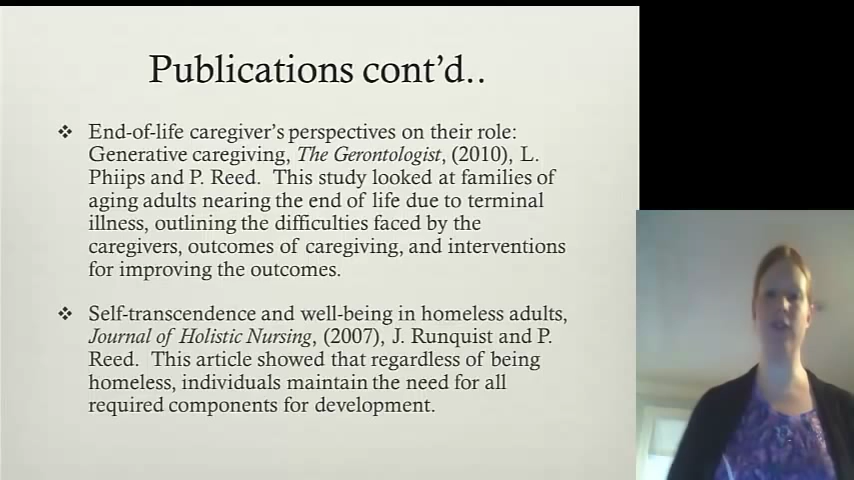 Publications cont'd..
❖ End-of-life caregiver's perspectives on their role:
Generative caregiving, The Gerontologist, (2010), L.
Phiips and P. Reed. This study looked at families of
aging adults nearing the end of life due to terminal
illness, outlining the difficulties faced by the
caregivers, outcomes of caregiving, and interventions
for improving the outcomes.
❖ Self-transcendence and well-being in homeless adults,
Journal of Holistic Nursing, (2007), J. Runquist and P.
Reed. This article showed that regardless of being
homeless, individuals maintain the need for all
required components for development.